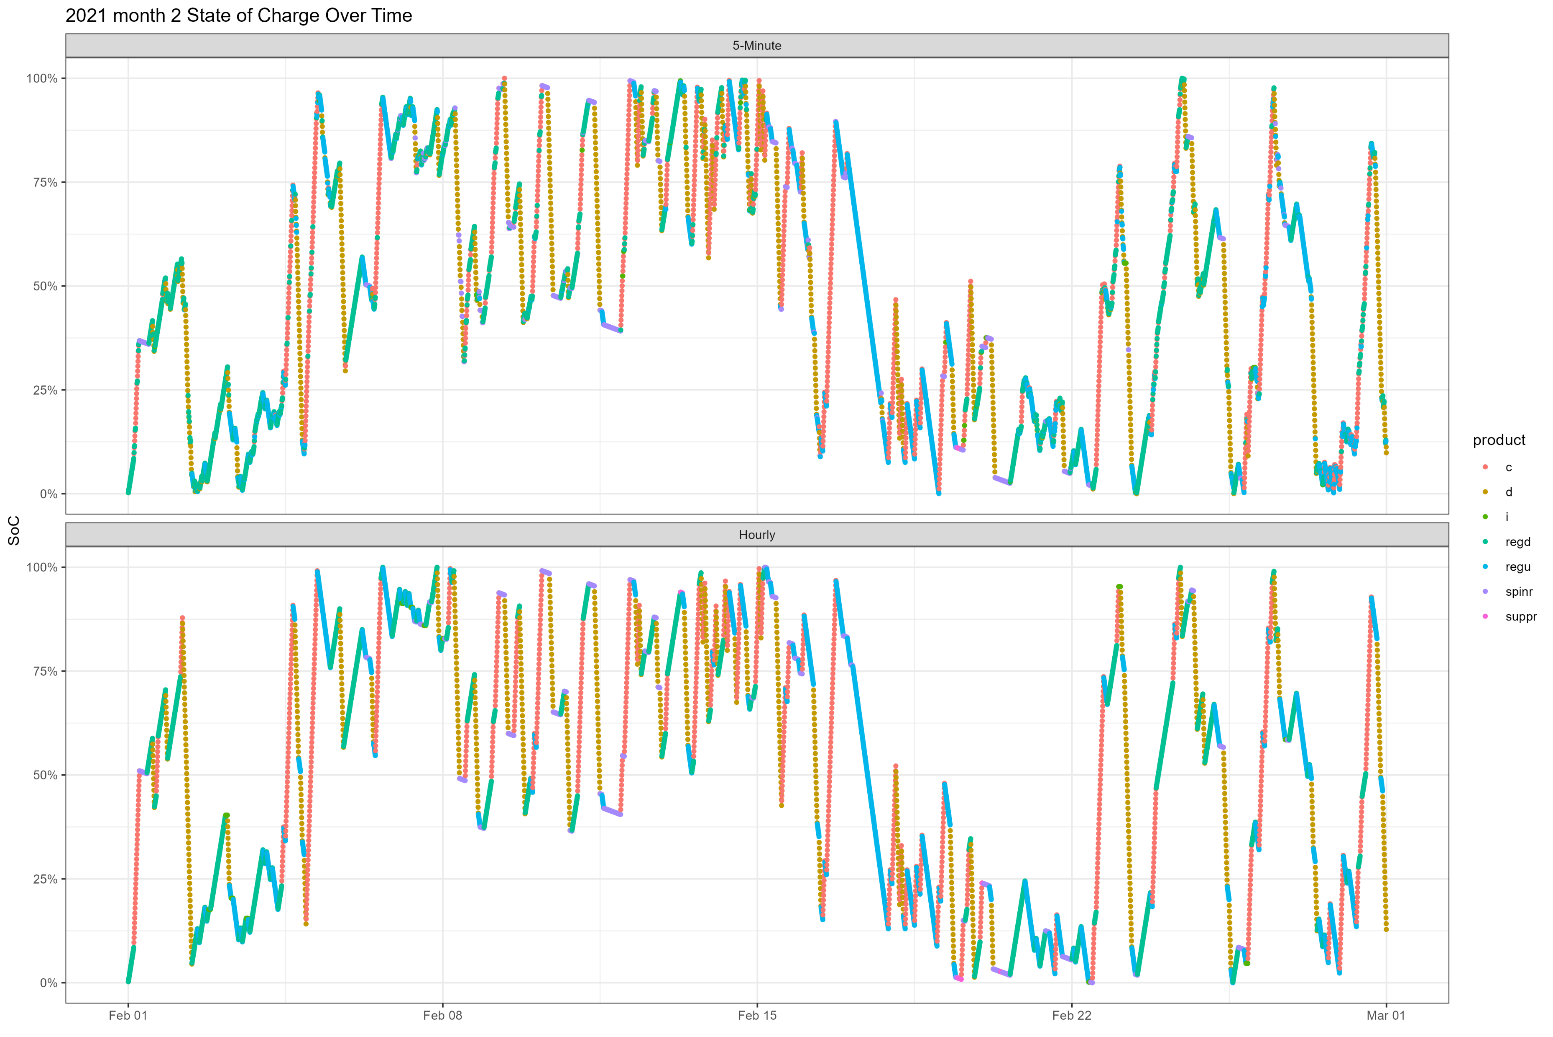 2021 month 2 State of Charge Over Time
5-Minute
100%
75%
50%
25%
0%
Hourly
100%
75%
50%
25%
0%
SoC
Feb 01
Feb 08
Feb 15
Feb 22
Mar 01
product
c
d
i
regd
regu
spinr
suppr